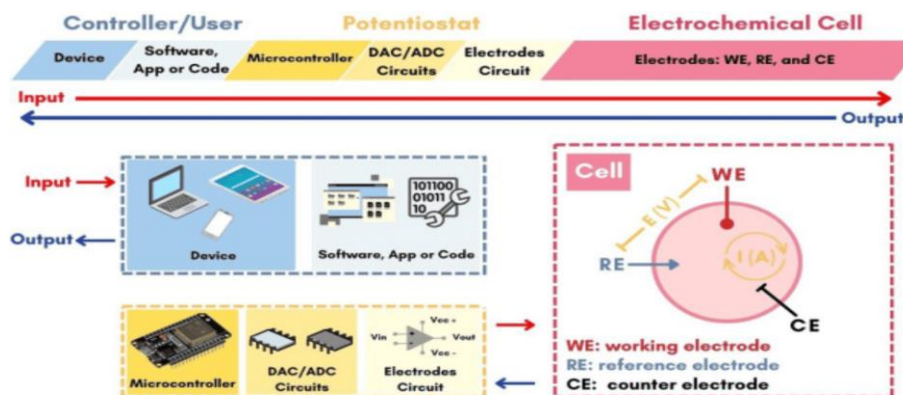 Controller/User
Potentiostat
Electrochemical Cell
Device
Software,
App or Code
Microcontroller
DAC/ADC
Circuits
Electrodes
Circuit
Electrodes: WE, RE, and CE
Input
Output
Input
Output
Device
101100
01011
10
Software, App or Code
Microcontroller
DAC/ADC
Circuits
Vin
Vcc +
Vout
Vcc -
Electrodes
Circuit
Cell
WE
E (V)
RE
I (A)
CE
WE: working electrode
RE: reference electrode
CE: counter electrode